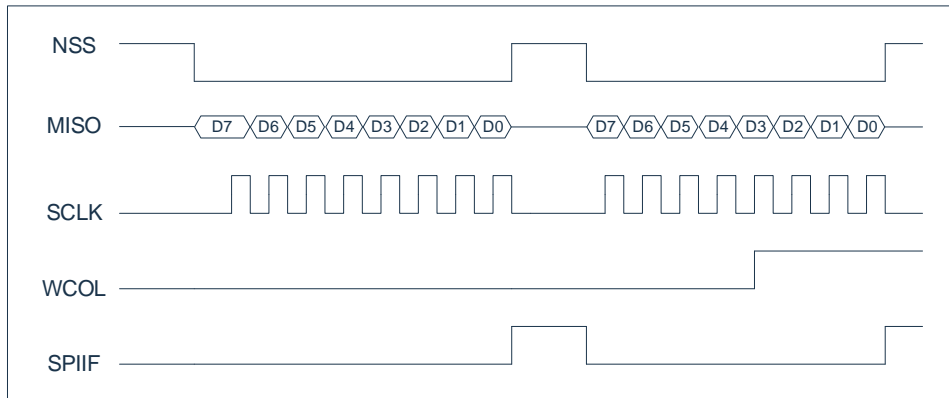 NSS
MISO D7 D6 D5 D4 D3 D2 D1 D0 D7 D6 D5 D4 D3 D2 D1 D0
SCLK
WCOL
SPIIF